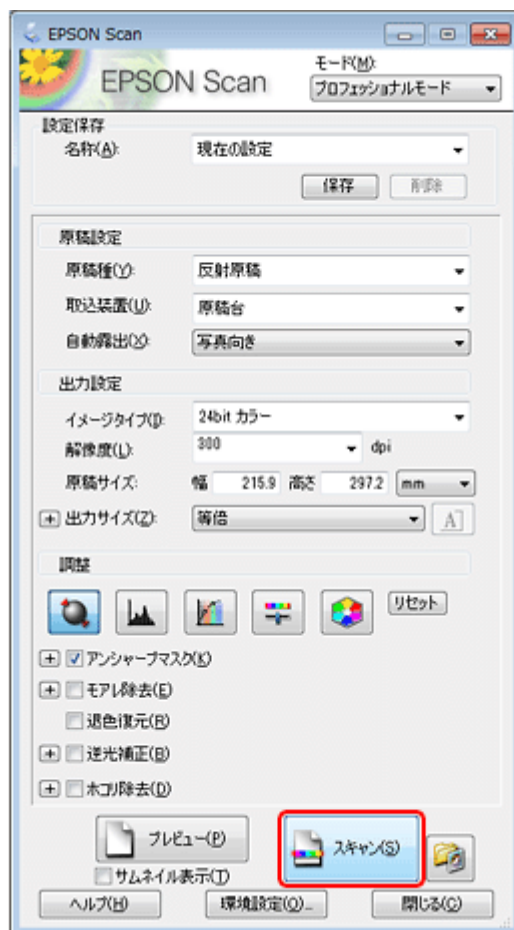 EPSON Scan
EPSON Scan
モード(M):
プロフェッショナルモード
設定保存
名称(A): 現在の設定
保存 削除
原稿設定
原稿種(Y): 反射原稿
取込装置(U): 原稿台
自動露出(X): 写真向き
出力設定
イメージタイプ(I): 24bit カラー
解像度(L): 300 dpi
原稿サイズ: 幅 215.9 高さ 297.2 mm
出力サイズ(Z): 等倍 A
調整
リセット
アンシャープマスク(K)
モアレ除去(E)
退色復元(R)
逆光補正(B)
ホコリ除去(D)
プレビュー(P) スキャン(S)
サムネイル表示(T)
ヘルプ(H) 環境設定(O)... 閉じる(C)